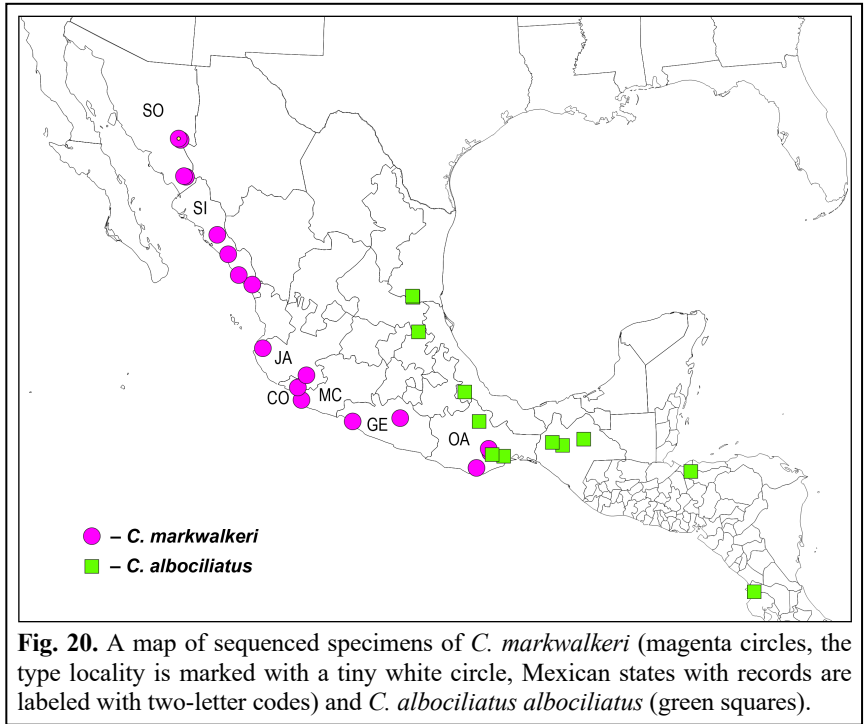 SO
SI
JA
CO MC
GE
OA
– C. markwalkeri
– C. albociliatus
Fig. 20. A map of sequenced specimens of C. markwalkeri (magenta circles, the
type locality is marked with a tiny white circle, Mexican states with records are
labeled with two-letter codes) and C. albociliatus albociliatus (green squares).